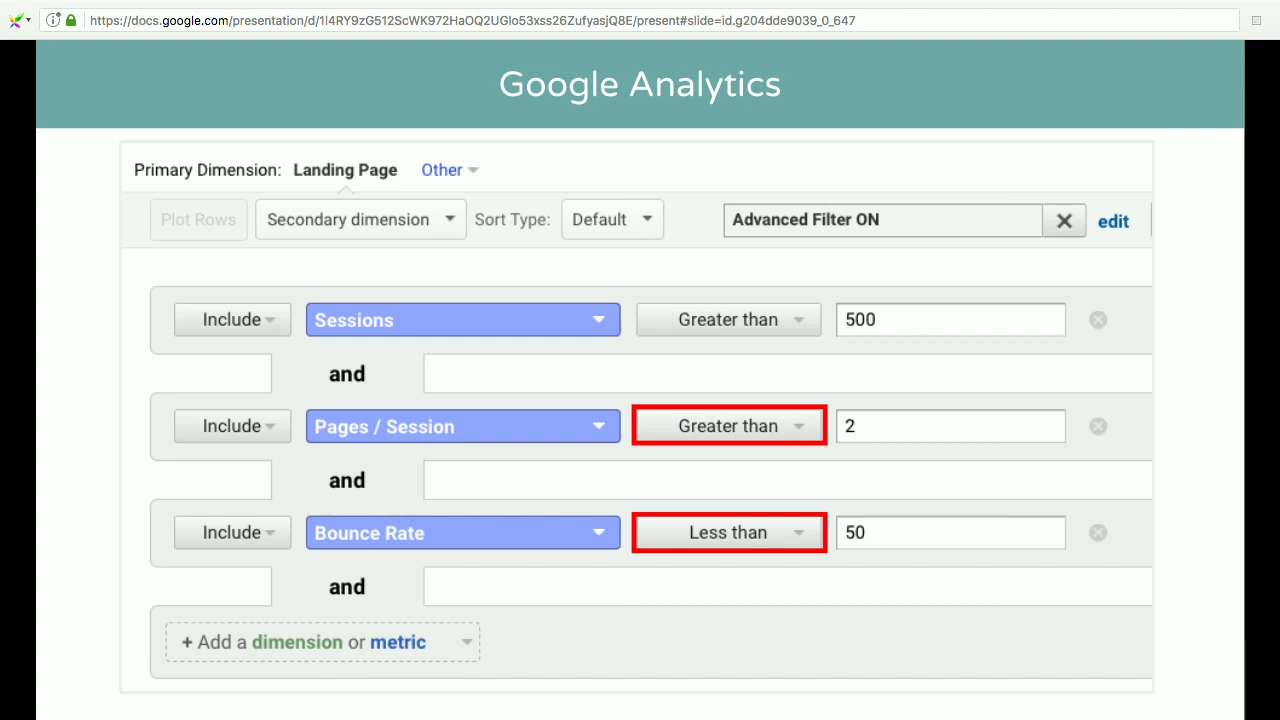 https://docs.google.com/presentation/d/1l4RY9zG512ScWK972HaOQ2UGlo53xss26ZufyasjQ8E/present#slide=id.g204dde9039_0_647
Google Analytics
Primary Dimension: Landing Page Other
Plot Rows Secondary dimension Sort Type: Default Advanced Filter ON edit
Include Sessions Greater than 500
and
Include Pages / Session Greater than 2
and
Include Bounce Rate Less than 50
and
+ Add a dimension or metric